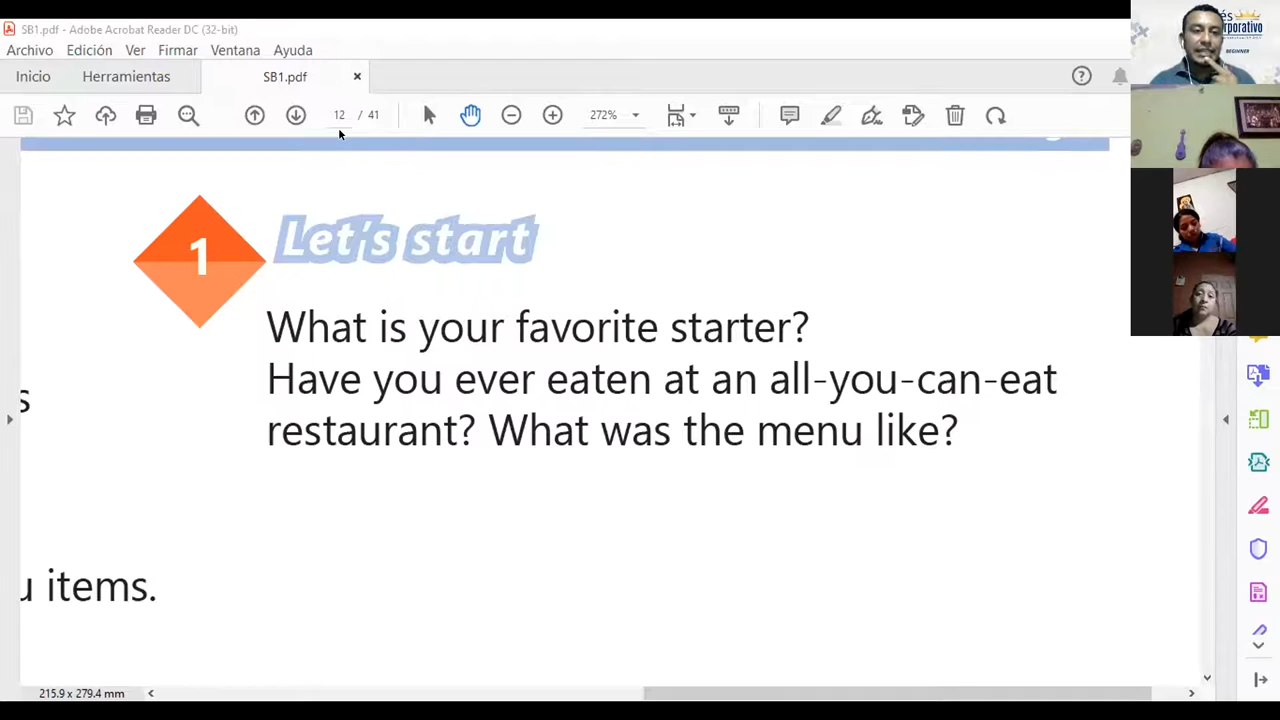 SB1.pdf - Adobe Acrobat Reader DC (32-bit)
Archivo Edición Ver Firmar Ventana Ayuda
Inicio Herramientas SB1.pdf
12 / 41 272%
1 Let's start
What is your favorite starter?
Have you ever eaten at an all-you-can-eat
restaurant? What was the menu like?
s
u items.
215.9 x 279.4 mm
és
rporativo
BEGINNER